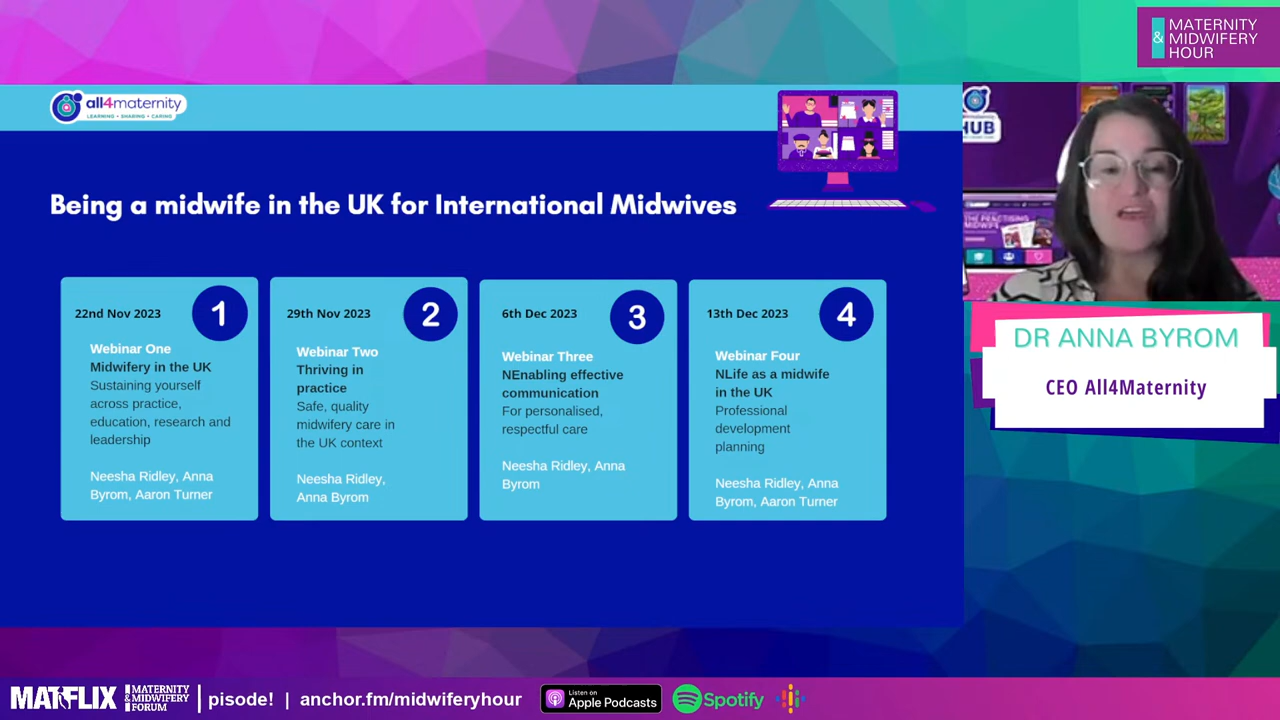 & MATERNITY
MIDWIFERY
HOUR
all4maternity
LEARNING • SHARING • CARING
HUB
THE PRACTISING
MIDWIFE
Being a midwife in the UK for International Midwives
22nd Nov 2023
1
Webinar One
Midwifery in the UK
Sustaining yourself
across practice,
education, research and
leadership
Neesha Ridley, Anna
Byrom, Aaron Turner
29th Nov 2023
2
Webinar Two
Thriving in
practice
Safe, quality
midwifery care in
the UK context
Neesha Ridley,
Anna Byrom
6th Dec 2023
3
Webinar Three
NEnabling effective
communication
For personalised,
respectful care
Neesha Ridley, Anna
Byrom
13th Dec 2023
4
Webinar Four
NLife as a midwife
in the UK
Professional
development
planning
Neesha Ridley, Anna
Byrom, Aaron Turner
DR ANNA BYROM
CEO All4Maternity
MATFLIX
MATERNITY
& MIDWIFERY
FORUM
pisode! | anchor.fm/midwiferyhour
Listen on
Apple Podcasts
Spotify